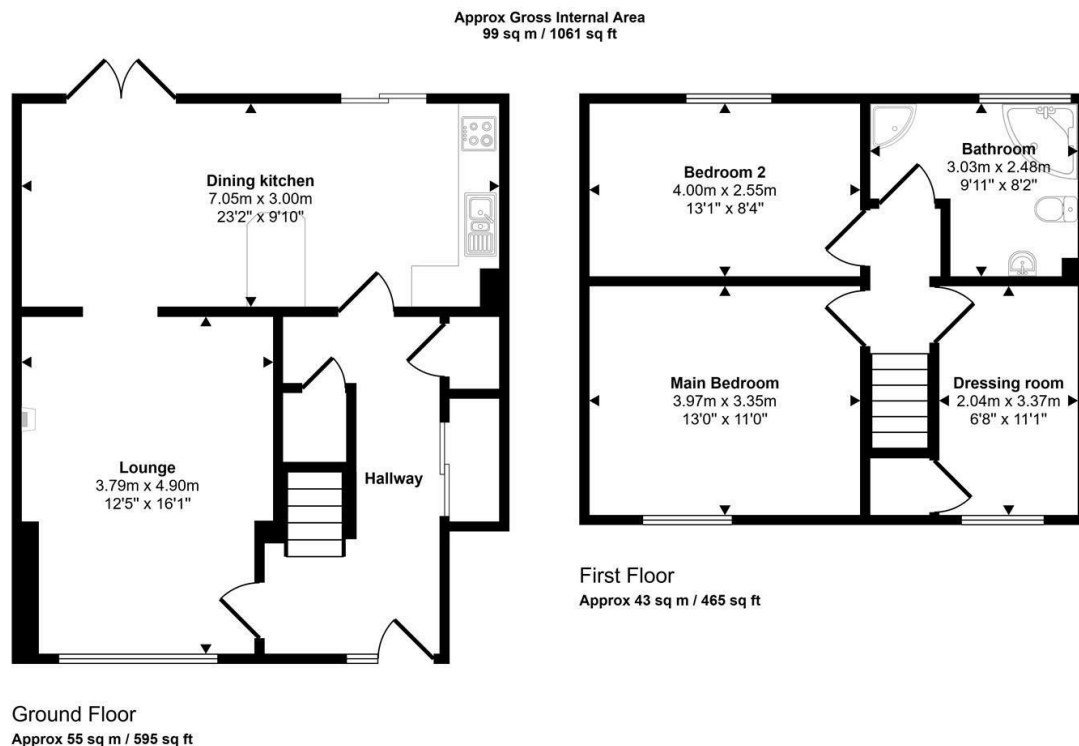 Approx Gross Internal Area
99 sq m / 1061 sq ft
Dining kitchen
7.05m x 3.00m
23'2" x 9'10"
Lounge
3.79m x 4.90m
12'5" x 16'1"
Hallway
Ground Floor
Approx 55 sq m / 595 sq ft
Bedroom 2
4.00m x 2.55m
13'1" x 8'4"
Bathroom
3.03m x 2.48m
9'11" x 8'2"
Main Bedroom
3.97m x 3.35m
13'0" x 11'0"
Dressing room
2.04m x 3.37m
6'8" x 11'1"
First Floor
Approx 43 sq m / 465 sq ft